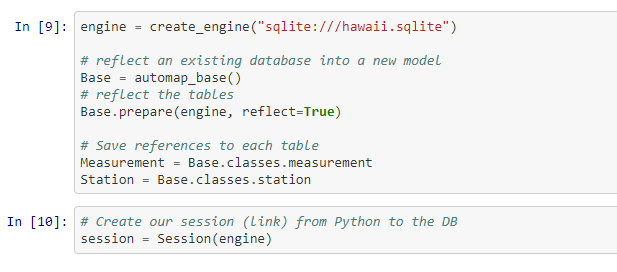 In [9]: engine = create_engine("sqlite:///hawaii.sqlite")
# reflect an existing database into a new model
Base = automap_base()
# reflect the tables
Base.prepare(engine, reflect=True)
# Save references to each table
Measurement = Base.classes.measurement
Station = Base.classes.station
In [10]: # Create our session (link) from Python to the DB
session = Session(engine)